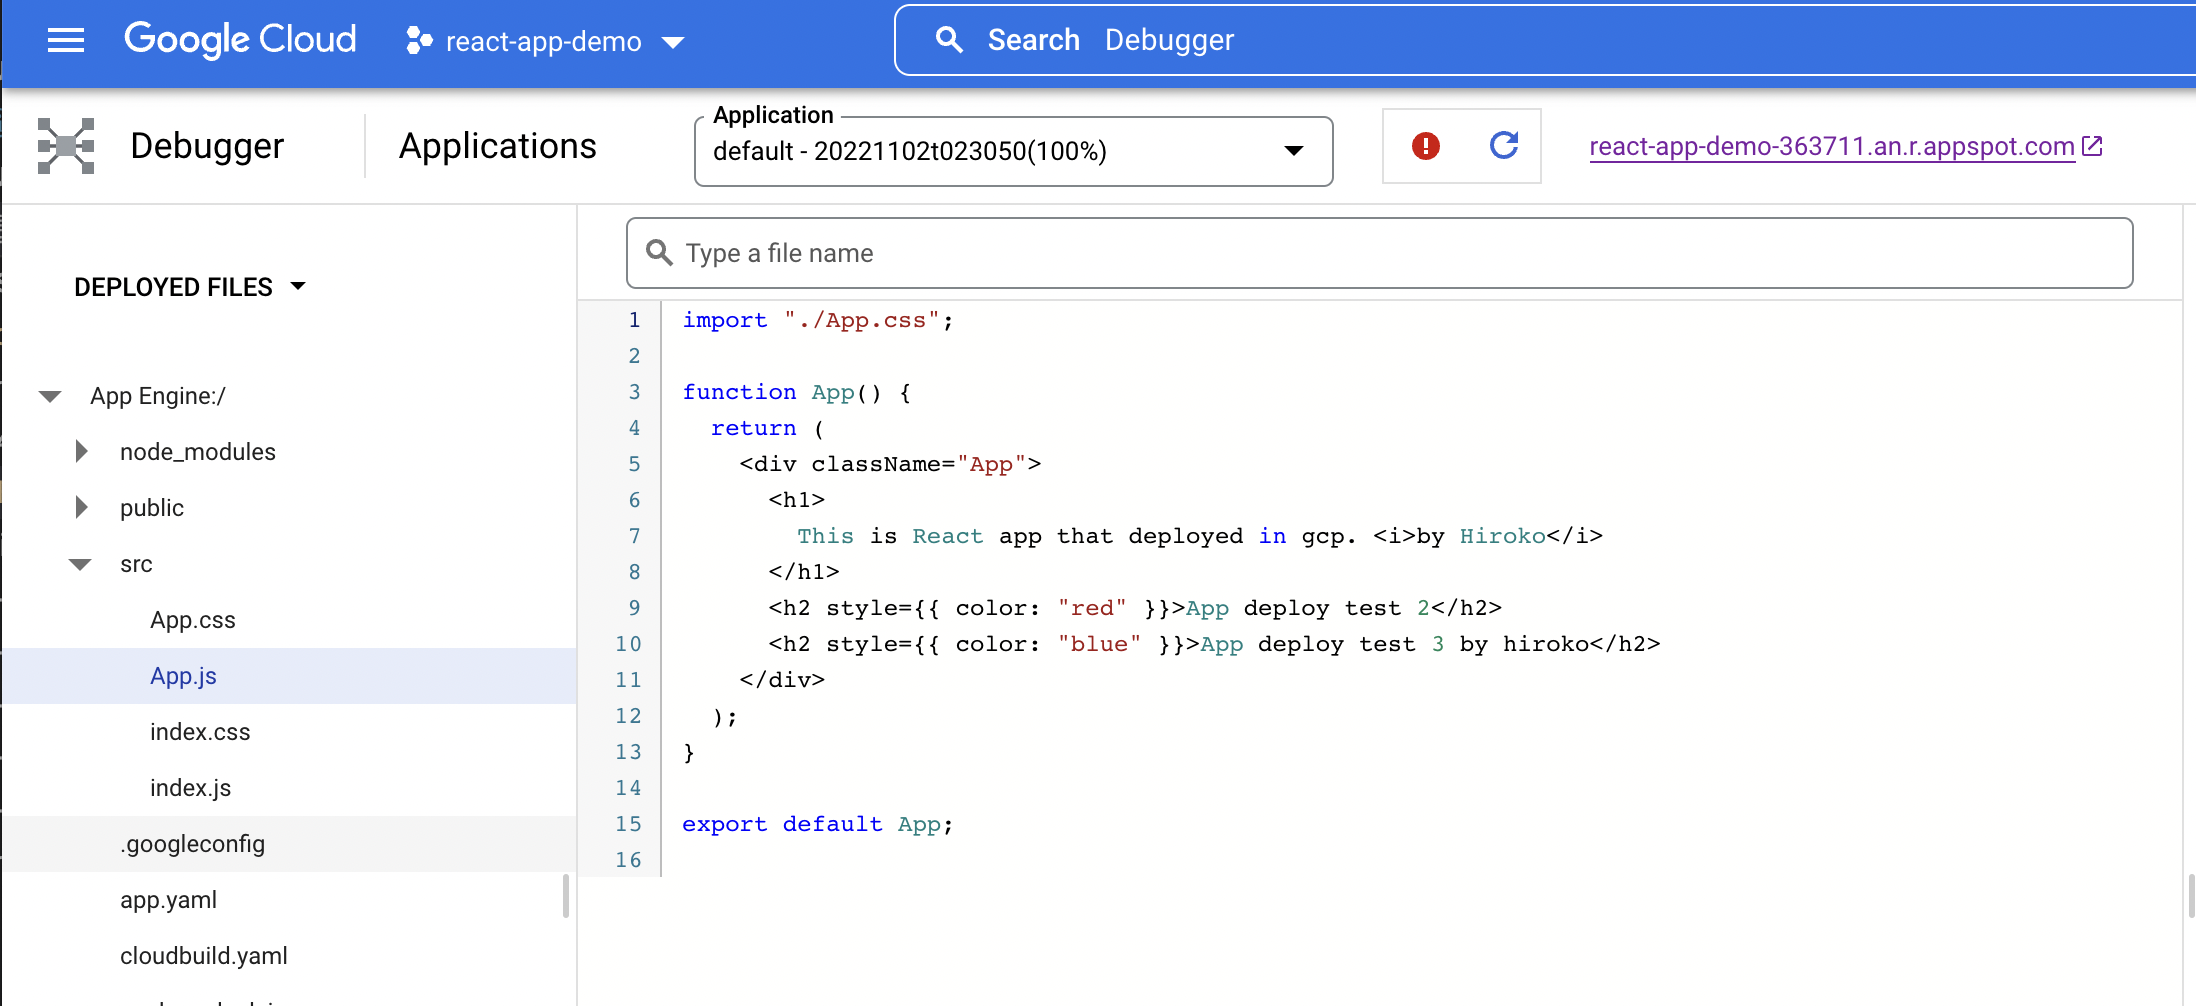 Google Cloud react-app-demo Search Debugger
Debugger Applications
Application
default - 20221102t023050(100%)
react-app-demo-363711.an.r.appspot.com
DEPLOYED FILES
App Engine:/
node_modules
public
src
App.css
App.js
index.css
index.js
.googleconfig
app.yaml
cloudbuild.yaml
Type a file name
1 import "./App.css";
2
3 function App() {
4   return (
5     <div className="App">
6       <h1>
7         This is React app that deployed in gcp. <i>by Hiroko</i>
8       </h1>
9       <h2 style={{ color: "red" }}>App deploy test 2</h2>
10       <h2 style={{ color: "blue" }}>App deploy test 3 by hiroko</h2>
11     </div>
12   );
13 }
14
15 export default App;
16